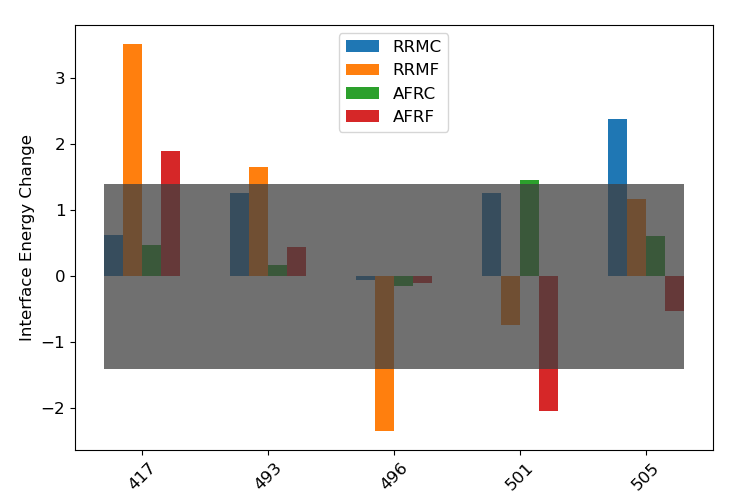 RRMC
RRMF
AFRC
AFRF
Interface Energy Change
3
2
1
0
−1
−2
417
493
496
501
505